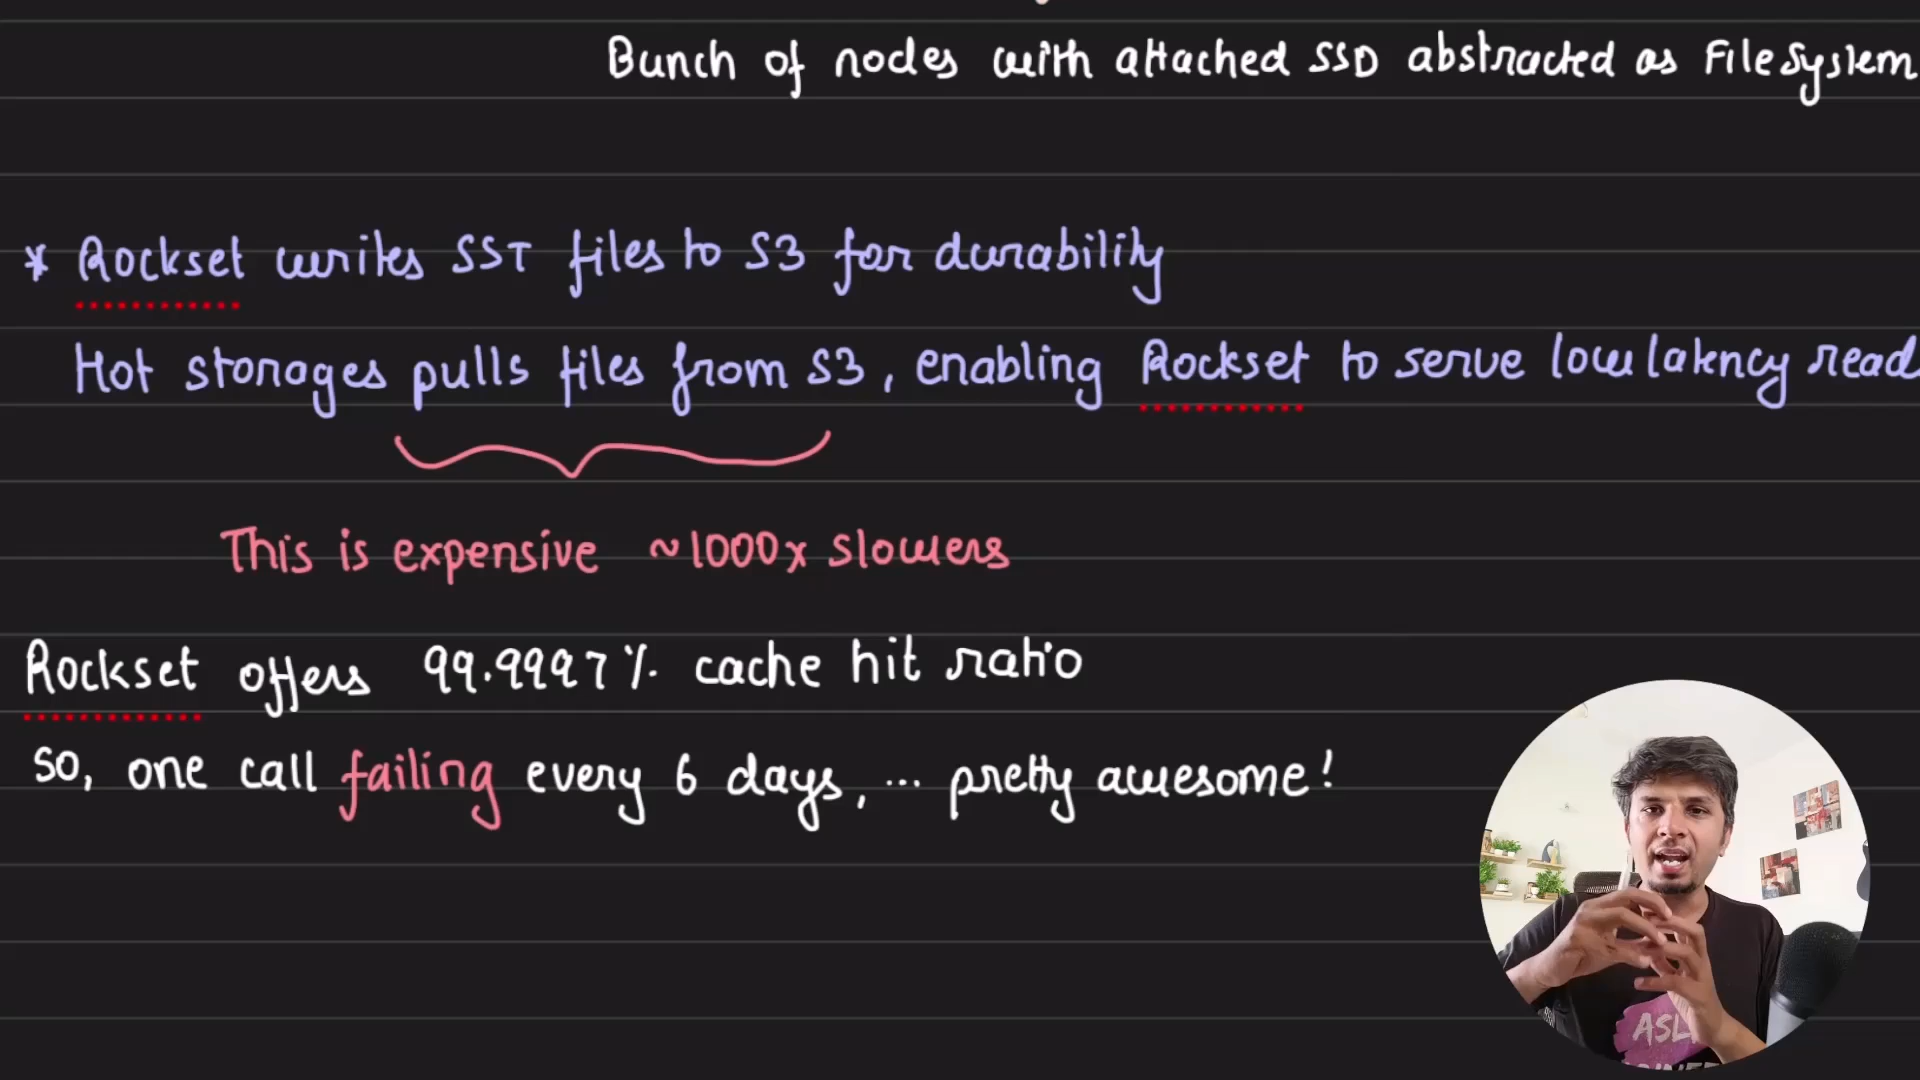 Bunch of nodes with attached SSD abstracted as FileSystem
* Rockset writes SST files to S3 for durability
Hot storages pulls files from S3, enabling Rockset to serve low latency read
This is expensive ~1000x slowers
Rockset offers 99.9997% cache hit ratio
so, one call failing every 6 days, ... pretty awesome!
ASL